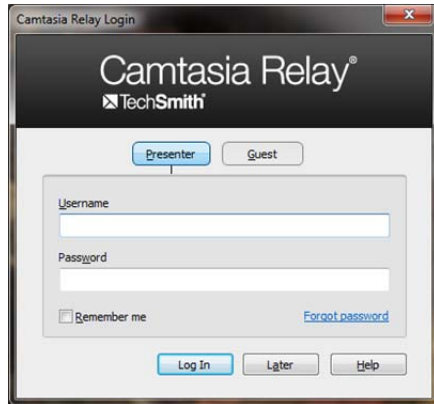 Camtasia Relay Login
Camtasia Relay®
TechSmith®
Presenter Guest
Username
Password
Remember me Forgot password
Log In Later Help